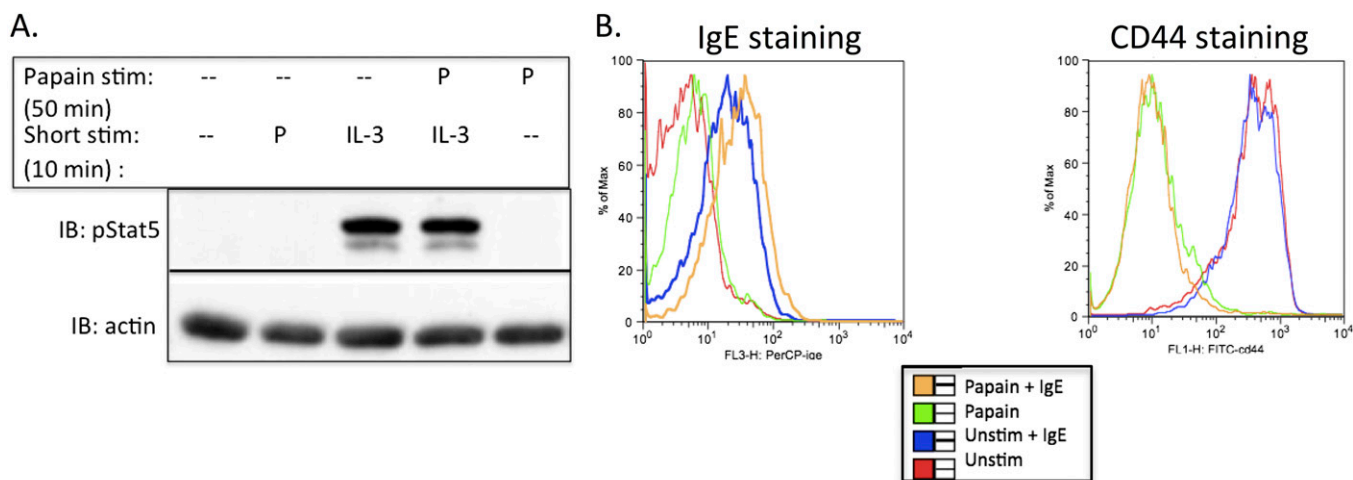 A.
Papain stim: -- -- -- P P
(50 min)
Short stim: -- P IL-3 IL-3 --
(10 min) :
IB: pStat5
IB: actin
B.
IgE staining
100
80
60
40
20
0
% of Max
10^0 10^1 10^2 10^3 10^4
FL3-H: PerCP-ige
CD44 staining
100
80
60
40
20
0
% of Max
10^0 10^1 10^2 10^3 10^4
FL1-H: FITC-cd44
Papain + IgE
Papain
Unstim + IgE
Unstim